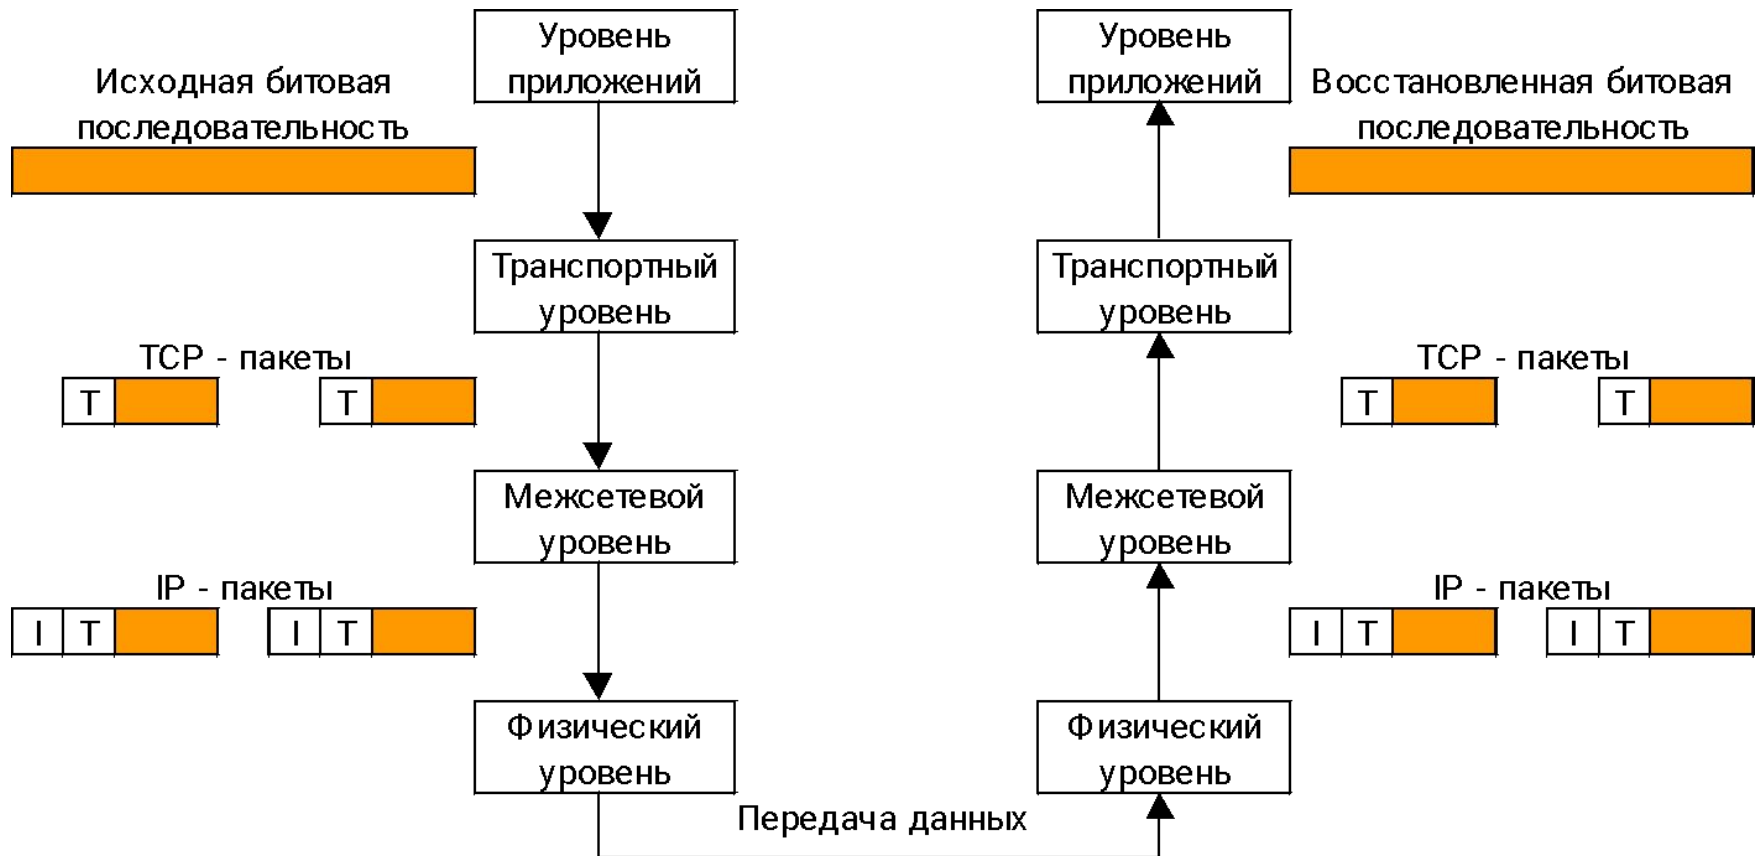 Уровень
приложений
Исходная битовая
последовательность
Транспортный
уровень
TCP - пакеты
T
T
Межсетевой
уровень
IP - пакеты
I T
I T
Физический
уровень
Передача данных
Уровень
приложений
Восстановленная битовая
последовательность
Транспортный
уровень
TCP - пакеты
T
T
Межсетевой
уровень
IP - пакеты
I T
I T
Физический
уровень